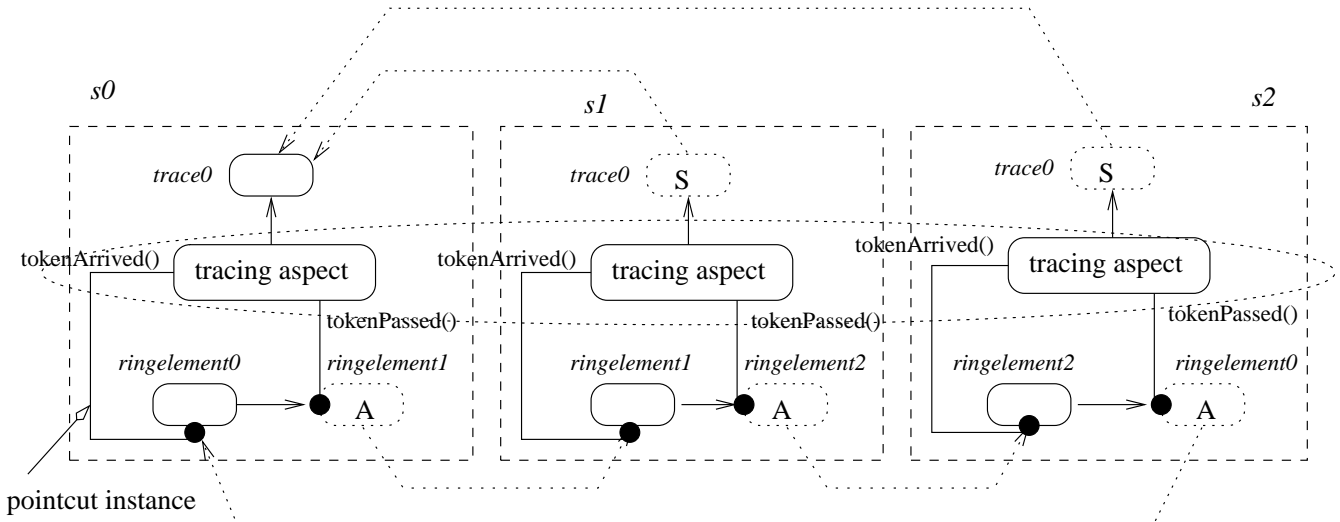 s0
s1
s2
trace0
trace0
S
trace0
S
tokenArrived()
tracing aspect
tokenArrived()
tracing aspect
tokenArrived()
tracing aspect
tokenPassed()
tokenPassed()
tokenPassed()
ringelement0
ringelement1
ringelement1
ringelement2
ringelement2
ringelement0
A
A
A
pointcut instance